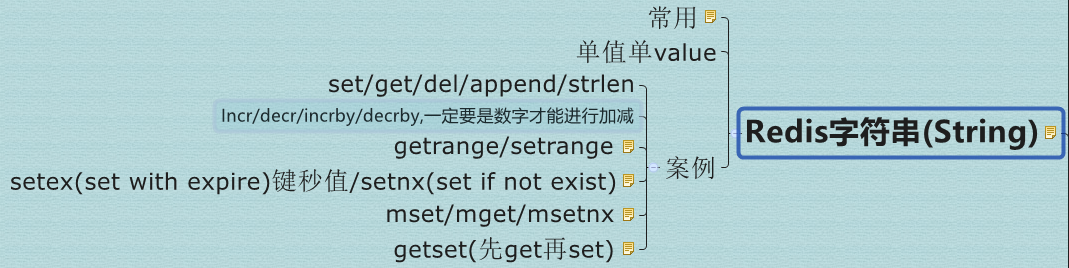 常用
单值单value
set/get/del/append/strlen
Incr/decr/incrby/decrby,一定要是数字才能进行加减
getrange/setrange
setex(set with expire)键秒值/setnx(set if not exist)
mset/mget/msetnx
getset(先get再set)
案例
Redis字符串(String)